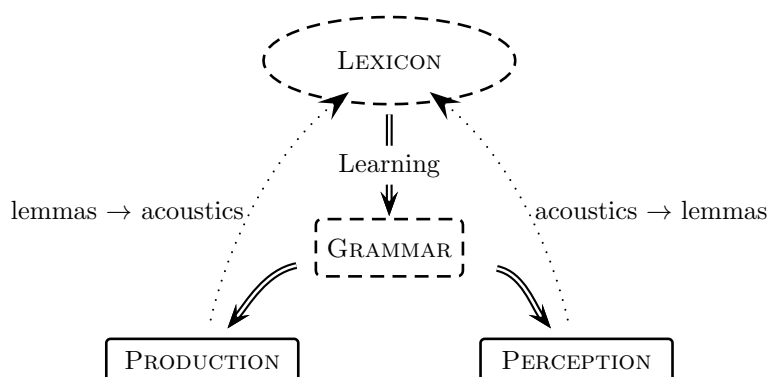 LEXICON
Learning
lemmas → acoustics
acoustics → lemmas
GRAMMAR
PRODUCTION
PERCEPTION